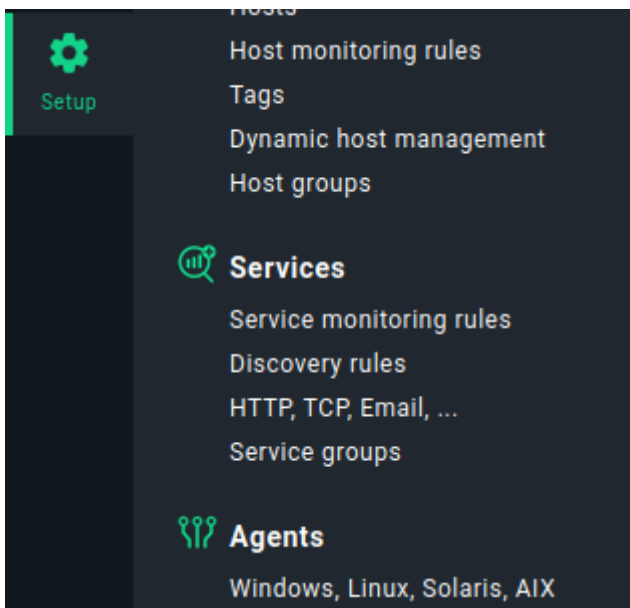 Hosts
Host monitoring rules
Setup
Tags
Dynamic host management
Host groups
Services
Service monitoring rules
Discovery rules
HTTP, TCP, Email, ...
Service groups
Agents
Windows, Linux, Solaris, AIX